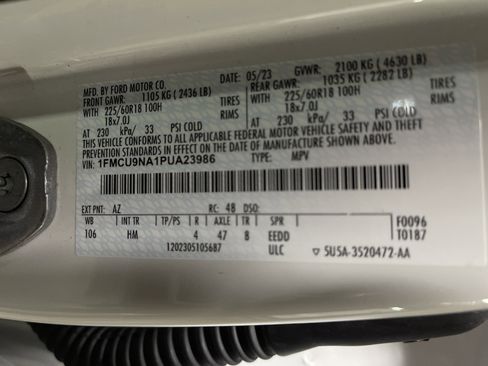 MFD. BY FORD MOTOR CO. DATE: 05/23 GVWR: 2100 KG ( 4630 LB)
FRONT GAWR: 1105 KG ( 2436 LB) REAR GAWR: 1035 KG ( 2282 LB)
WITH 225/60R18 100H TIRES WITH 225/60R18 100H TIRES
18x7.0J RIMS 18x7.0J RIMS
AT 230 kPa/ 33 PSI COLD AT 230 kPa/ 33 PSI COLD
THIS VEHICLE CONFORMS TO ALL APPLICABLE FEDERAL MOTOR VEHICLE SAFETY AND THEFT
PREVENTION STANDARDS IN EFFECT ON THE DATE OF MANUFACTURE SHOWN ABOVE.
VIN: 1FMCU9NA1PUA23986 TYPE: MPV
EXT PNT: AZ RC: 48 DSO: F0096
WB INT TR TP/PS R AXLE TR SPR T0187
106 HM 4 47 8 EEDD
1202305105687 ULC ▽ 5U5A-3520472-AA